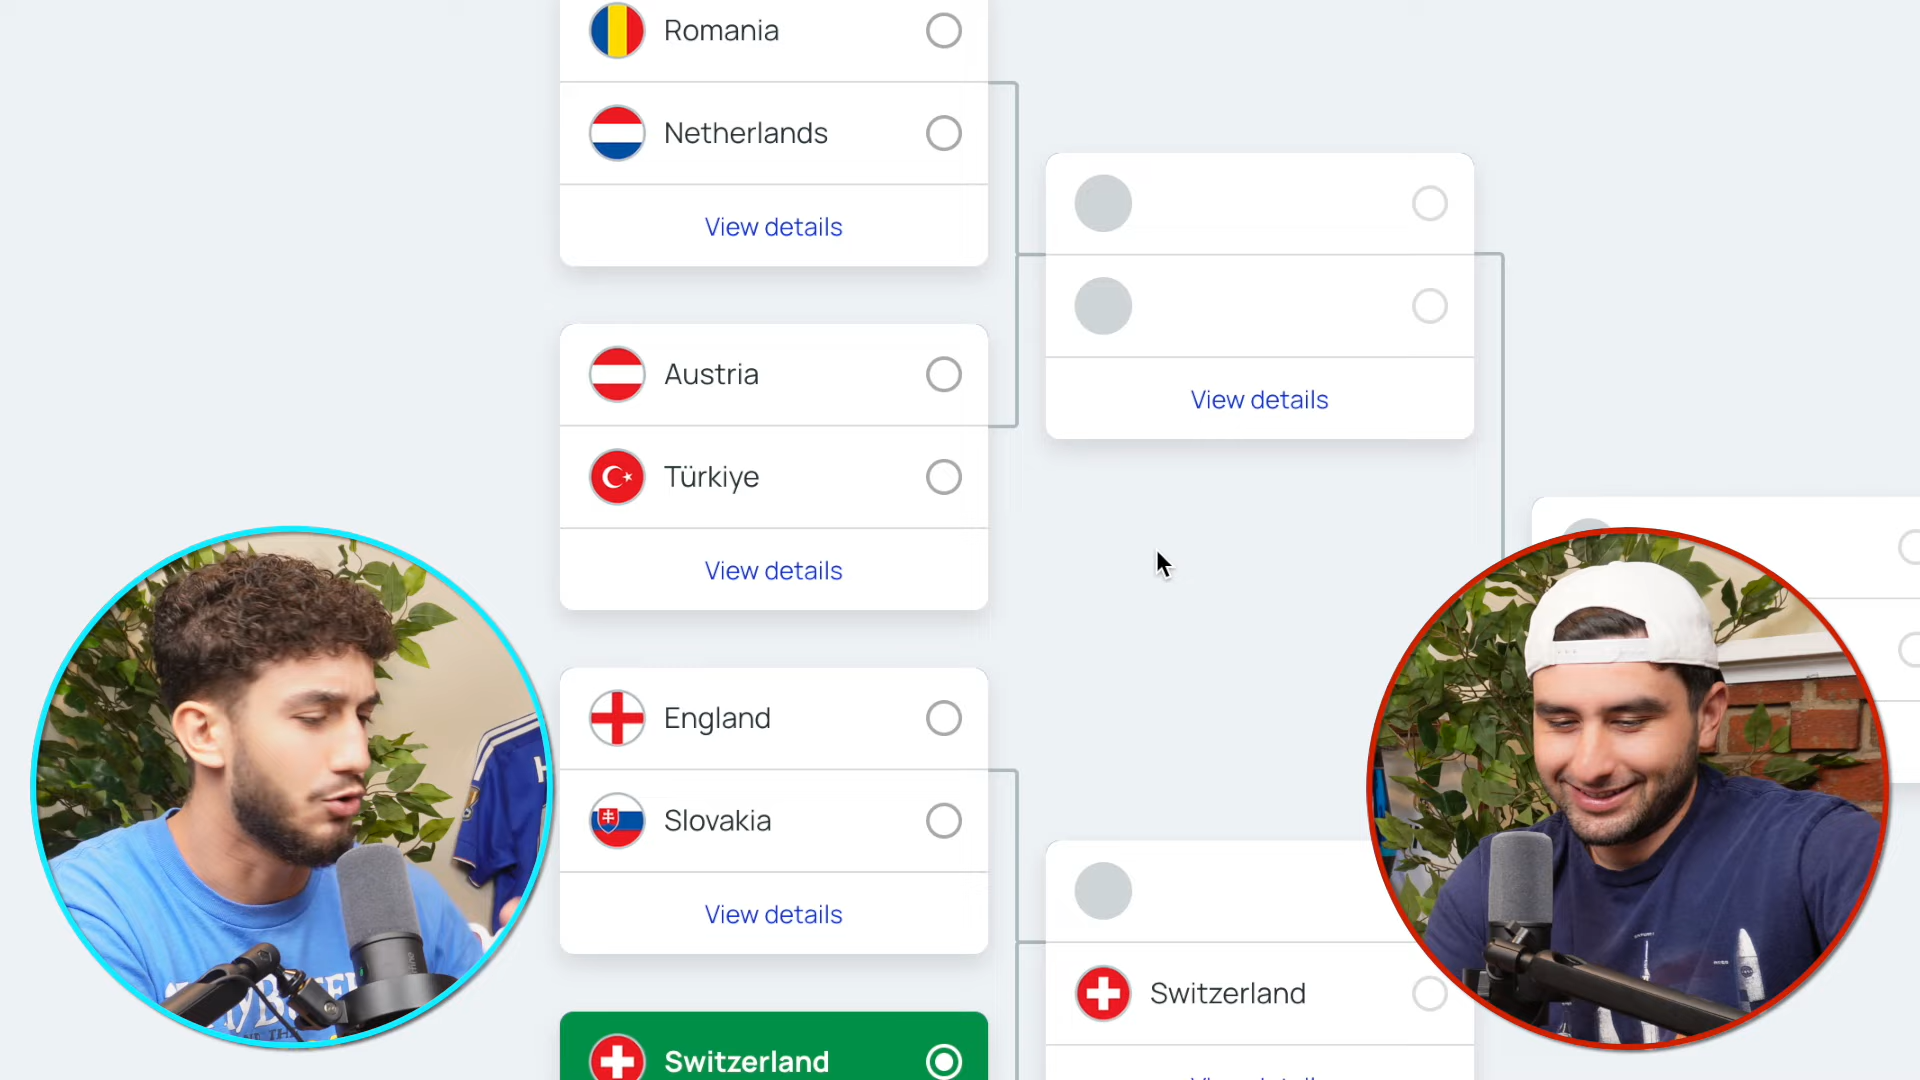 Romania
Netherlands
View details
Austria
Türkiye
View details
View details
England
Slovakia
View details
Switzerland
Switzerland